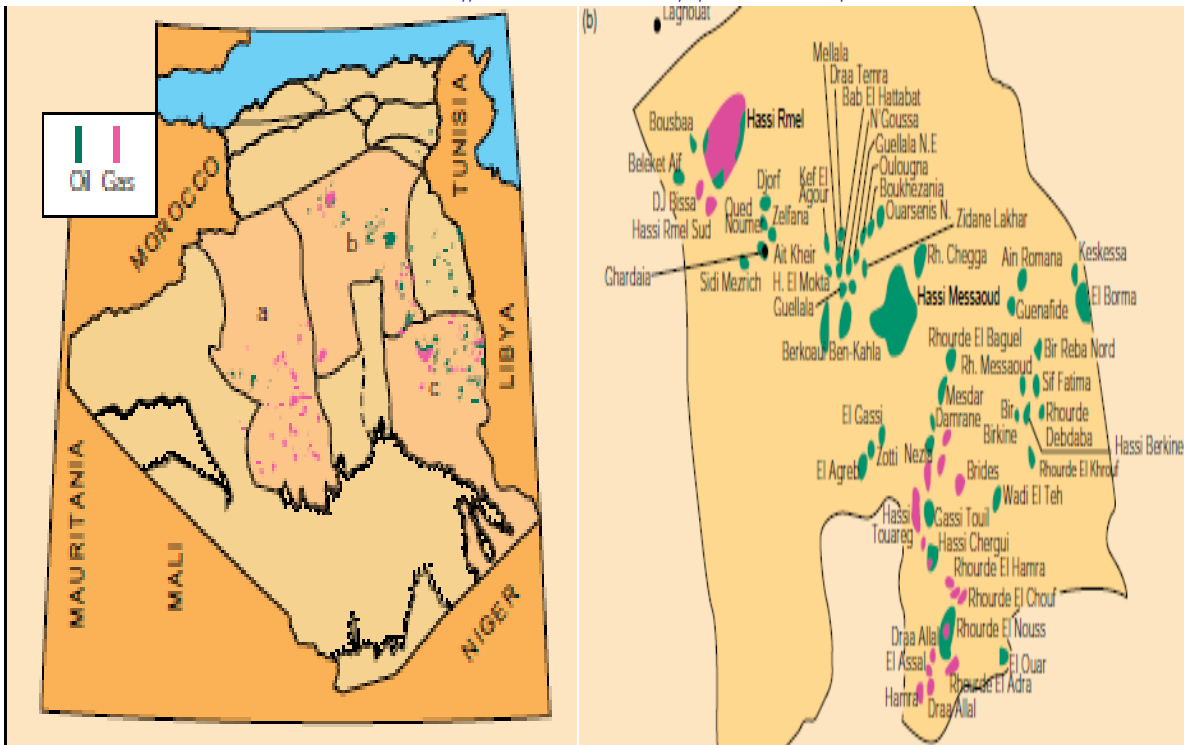 Oil Gas
MOROCCO
TUNISIA
LIBYA
MAURITANIA
MALI
NIGER
a
b
c
(b)
Laghouat
Mellala
Draa Temra
Bab El Hattabat
N'Goussa
Guellala N.E
Oulougna
Boukhezania
Ouarsenis N.
Zidane Lakhar
Bousbaa
Hassi Rmel
Beleket Aif
DJ Bissa
Hassi Rmel Sud
Djorf
Oued
Noumer
Zelfana
Kef El
Agour
Ait Kheir
Ghardaia
Sidi Mezrich
H. El Mokta
Guellala
Rh. Chegga
Ain Romana
Keskessa
Hassi Messaoud
Guenafide
El Borma
Berkoau
Ben-Kahla
Rhourde El Baguel
Bir Reba Nord
Rh. Messaoud
Sif Fatima
Mesdar
El Gassi
Damrane
Bir
Birkine
Rhourde
Debdaba
Hassi Berkine
Zotti
Nezla
El Agreb
Brides
Rhourde El Khrouf
Wadi El Teh
Hassi
Touareg
Gassi Touil
Hassi Chergui
Rhourde El Hamra
Rhourde El Chouf
Draa Allal
Rhourde El Nouss
El Assal
El Ouar
Rhourde El Adra
Hamra
Draa Allal